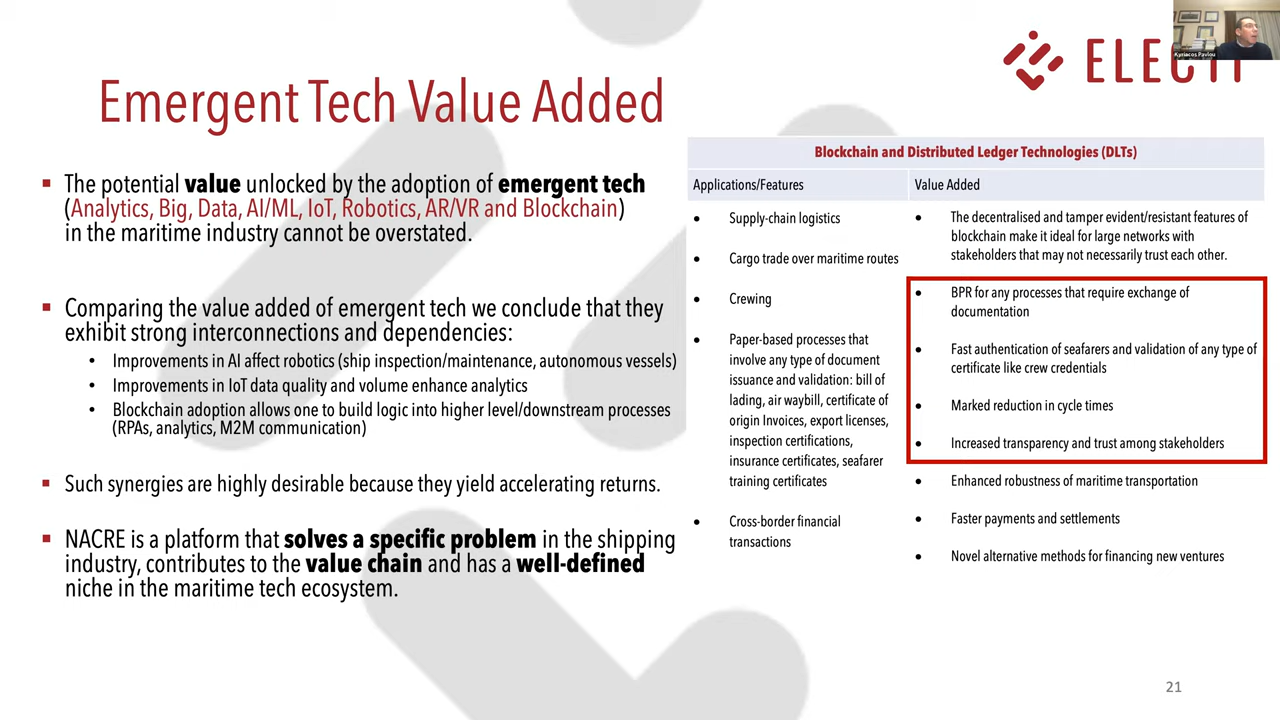 Kyriacos Pavlou
Emergent Tech Value Added
▪ The potential value unlocked by the adoption of emergent tech
(Analytics, Big, Data, AI/ML, IoT, Robotics, AR/VR and Blockchain)
in the maritime industry cannot be overstated.
▪ Comparing the value added of emergent tech we conclude that they
exhibit strong interconnections and dependencies:
• Improvements in AI affect robotics (ship inspection/maintenance, autonomous vessels)
• Improvements in IoT data quality and volume enhance analytics
• Blockchain adoption allows one to build logic into higher level/downstream processes
(RPAs, analytics, M2M communication)
▪ Such synergies are highly desirable because they yield accelerating returns.
▪ NACRE is a platform that solves a specific problem in the shipping
industry, contributes to the value chain and has a well-defined
niche in the maritime tech ecosystem.
Blockchain and Distributed Ledger Technologies (DLTs)
Applications/Features
• Supply-chain logistics
• Cargo trade over maritime routes
• Crewing
• Paper-based processes that
involve any type of document
issuance and validation: bill of
lading, air waybill, certificate of
origin Invoices, export licenses,
inspection certifications,
insurance certificates, seafarer
training certificates
• Cross-border financial
transactions
Value Added
• The decentralised and tamper evident/resistant features of
blockchain make it ideal for large networks with
stakeholders that may not necessarily trust each other.
• BPR for any processes that require exchange of
documentation
• Fast authentication of seafarers and validation of any type of
certificate like crew credentials
• Marked reduction in cycle times
• Increased transparency and trust among stakeholders
• Enhanced robustness of maritime transportation
• Faster payments and settlements
• Novel alternative methods for financing new ventures
21